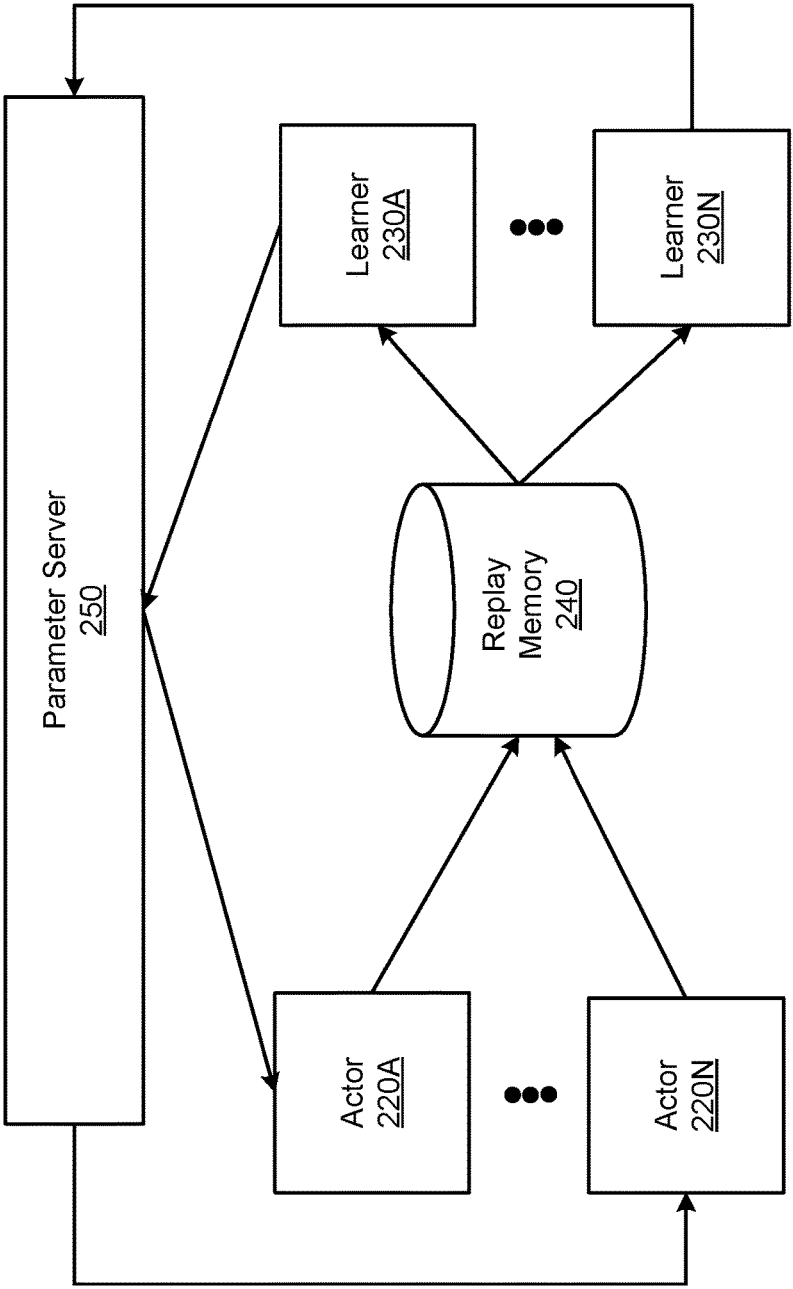 Parameter Server
250
Actor
220A
Actor
220N
Replay
Memory
240
Learner
230A
Learner
230N